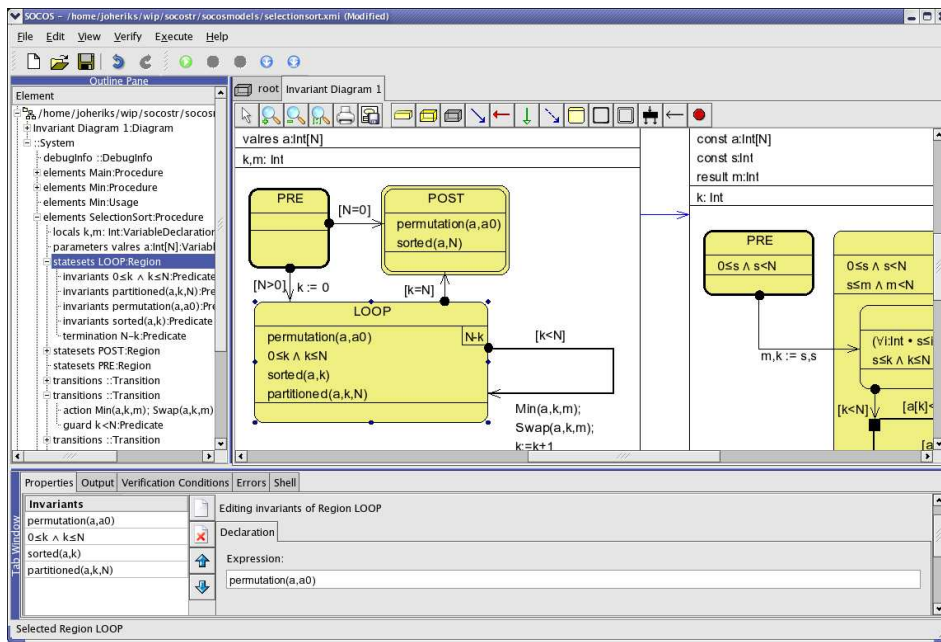 SOCOS - /home/joheriks/wip/socostr/socosmodels/selectionsort.xmi (Modified)
File Edit View Verify Execute Help
Outline Pane
Element
/home/joheriks/wip/socostr/socosr
Invariant Diagram 1:Diagram
::System
debugInfo ::DebugInfo
elements Main:Procedure
elements Min:Procedure
elements Min:Usage
elements SelectionSort:Procedure
locals k,m: Int:VariableDeclaration
parameters valres a:Int[N]:Variabl
statesets LOOP:Region
invariants 0≤k ∧ k≤N:Predicate
invariants partitioned(a,k,N):Pre
invariants permutation(a,a0):Pre
invariants sorted(a,k):Predicate
termination N-k:Predicate
statesets POST:Region
statesets PRE:Region
transitions ::Transition
transitions ::Transition
action Min(a,k,m); Swap(a,k,m)
guard k<N:Predicate
transitions ::Transition
root Invariant Diagram 1
valres a:Int[N]
k,m: Int
PRE
[N=0]
POST
permutation(a,a0)
sorted(a,N)
[N>0] k := 0
[k=N]
LOOP
permutation(a,a0)
0≤k ∧ k≤N
sorted(a,k)
partitioned(a,k,N)
N-k
[k<N]
Min(a,k,m);
Swap(a,k,m);
k:=k+1
const a:Int[N]
const s:Int
result m:Int
k: Int
PRE
0≤s ∧ s<N
m,k := s,s
0≤s ∧ s<N
s≤m ∧ m<N
(∀i:Int • s≤i
s≤k ∧ k≤N
[k<N]
[a[k]<
[a
Tab Window
Properties Output Verification Conditions Errors Shell
Invariants
permutation(a,a0)
0≤k ∧ k≤N
sorted(a,k)
partitioned(a,k,N)
Editing invariants of Region LOOP
Declaration
Expression:
permutation(a,a0)
Selected Region LOOP